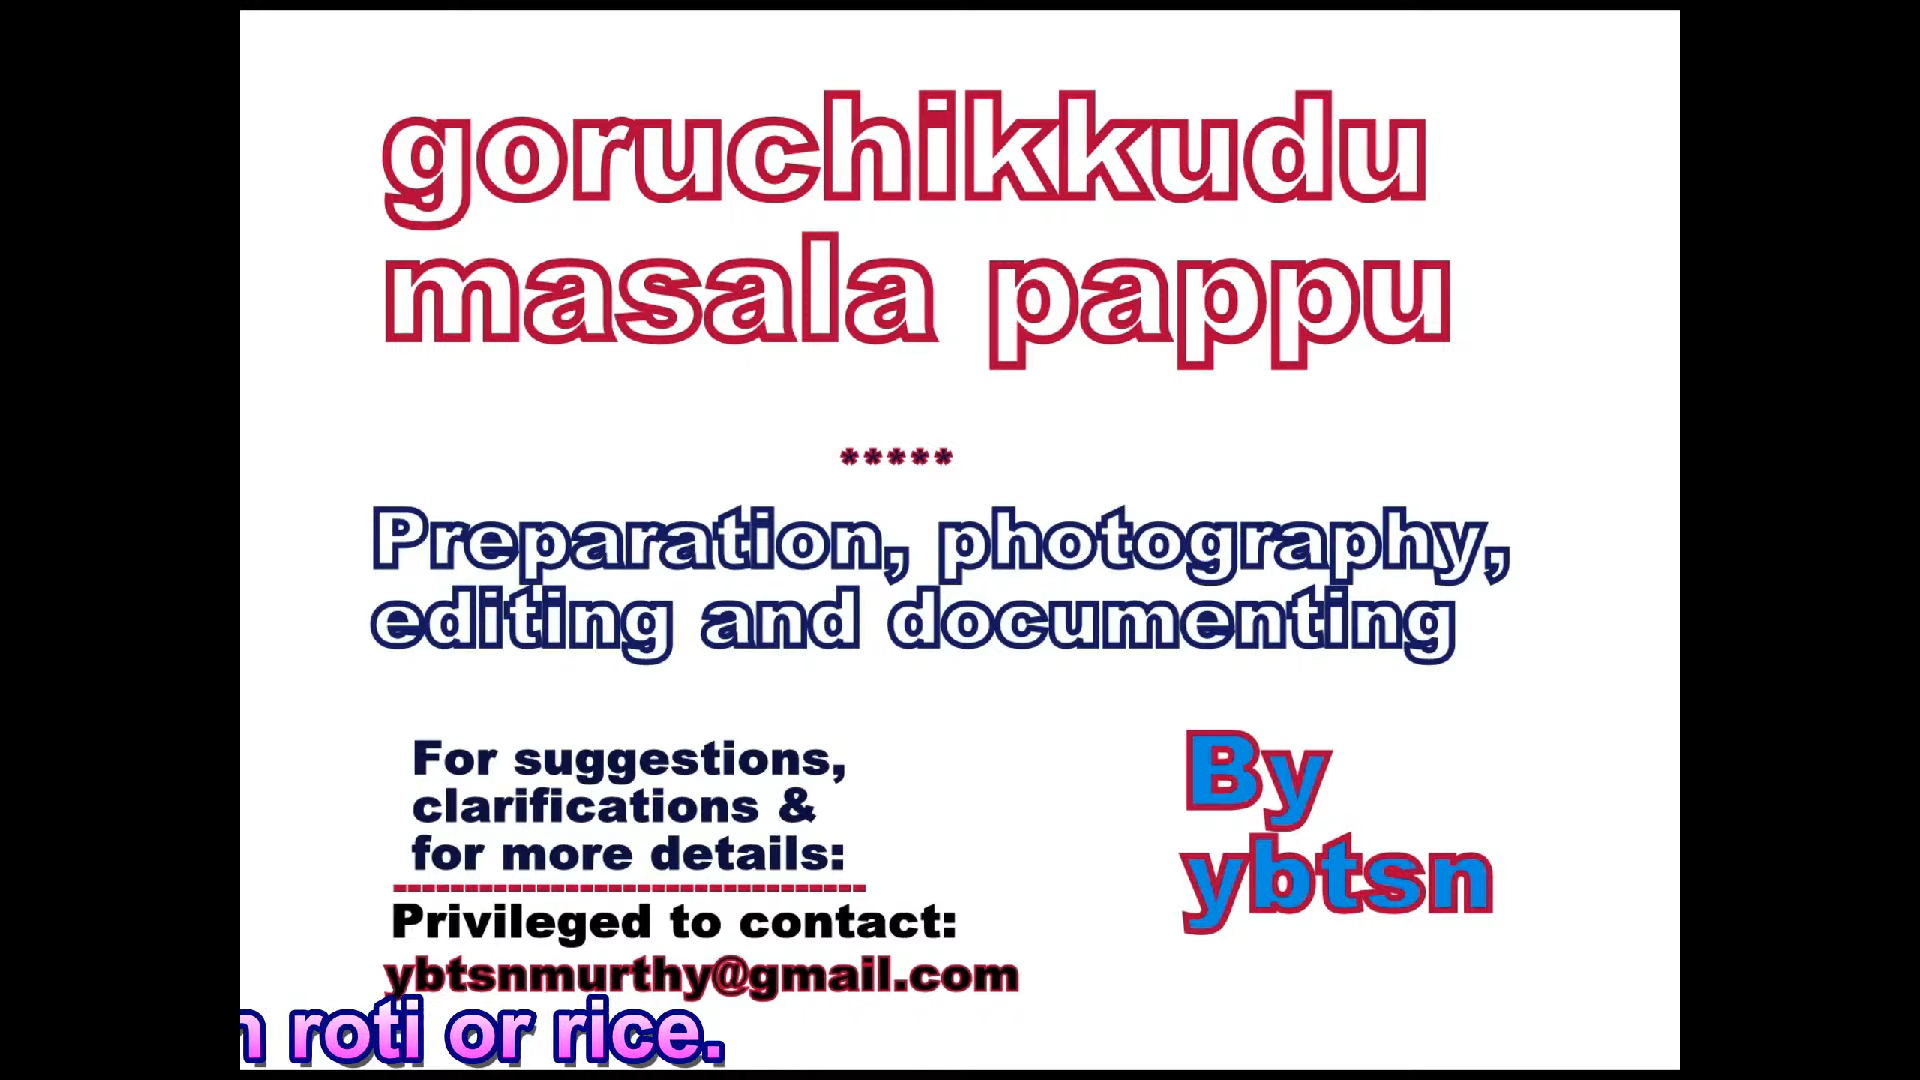 goruchikkudu
masala pappu
*****
Preparation, photography,
editing and documenting
For suggestions,
clarifications &
for more details:
---------------------------------
Privileged to contact:
ybtsnmurthy@gmail.com
By
ybtsn
roti or rice.